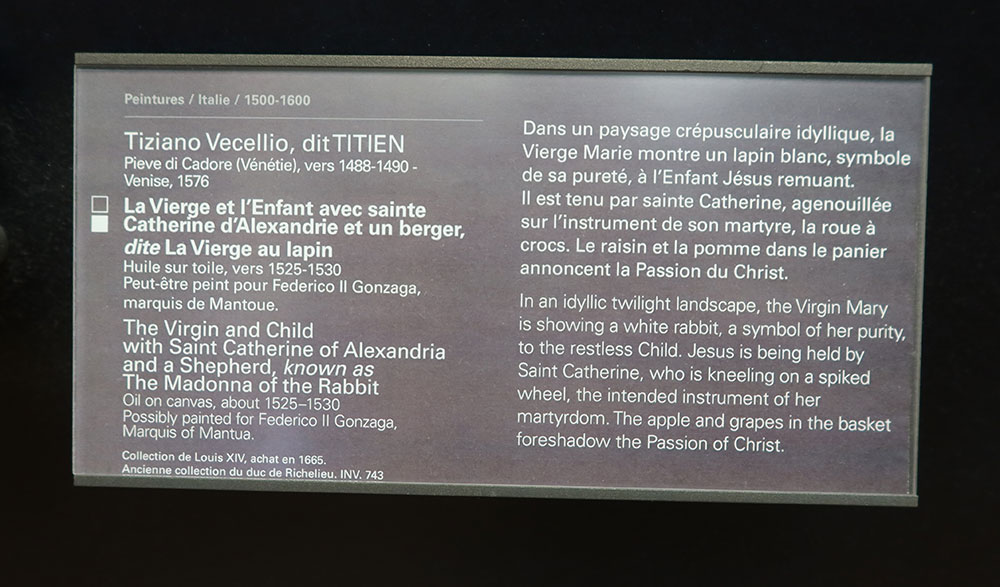 Peintures / Italie / 1500-1600
Tiziano Vecellio, dit TITIEN
Pieve di Cadore (Vénétie), vers 1488-1490 -
Venise, 1576
La Vierge et l'Enfant avec sainte
Catherine d'Alexandrie et un berger,
dite La Vierge au lapin
Huile sur toile, vers 1525-1530
Peut-être peint pour Federico II Gonzaga,
marquis de Mantoue.
The Virgin and Child
with Saint Catherine of Alexandria
and a Shepherd, known as
The Madonna of the Rabbit
Oil on canvas, about 1525–1530
Possibly painted for Federico II Gonzaga,
Marquis of Mantua.
Collection de Louis XIV, achat en 1665.
Ancienne collection du duc de Richelieu. INV. 743
Dans un paysage crépusculaire idyllique, la
Vierge Marie montre un lapin blanc, symbole
de sa pureté, à l'Enfant Jésus remuant.
Il est tenu par sainte Catherine, agenouillée
sur l'instrument de son martyre, la roue à
crocs. Le raisin et la pomme dans le panier
annoncent la Passion du Christ.
In an idyllic twilight landscape, the Virgin Mary
is showing a white rabbit, a symbol of her purity,
to the restless Child. Jesus is being held by
Saint Catherine, who is kneeling on a spiked
wheel, the intended instrument of her
martyrdom. The apple and grapes in the basket
foreshadow the Passion of Christ.